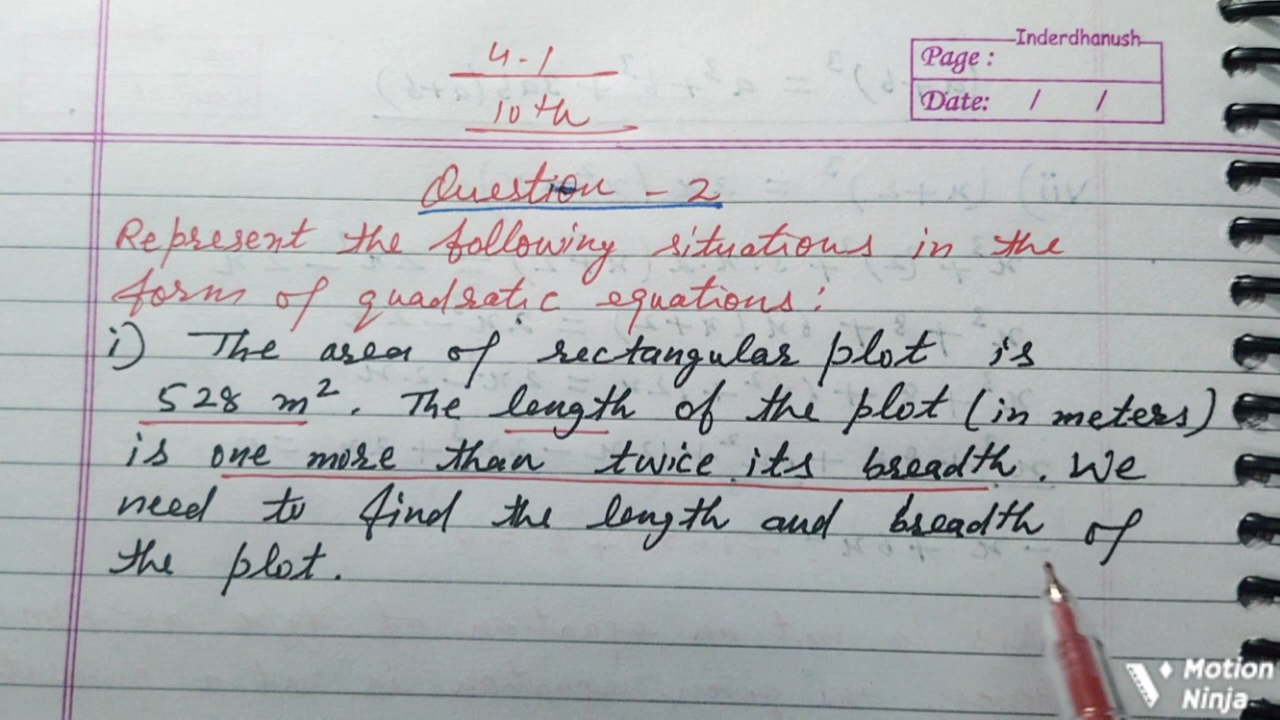 4.1
10th
Inderdhanush
Page :
Date: / /
Question - 2
Represent the following situations in the
form of quadratic equations:
i) The area of rectangular plot is
528 m². The length of the plot (in meters)
is one more than twice its breadth. We
need to find the length and breadth of
the plot.
Motion
Ninja